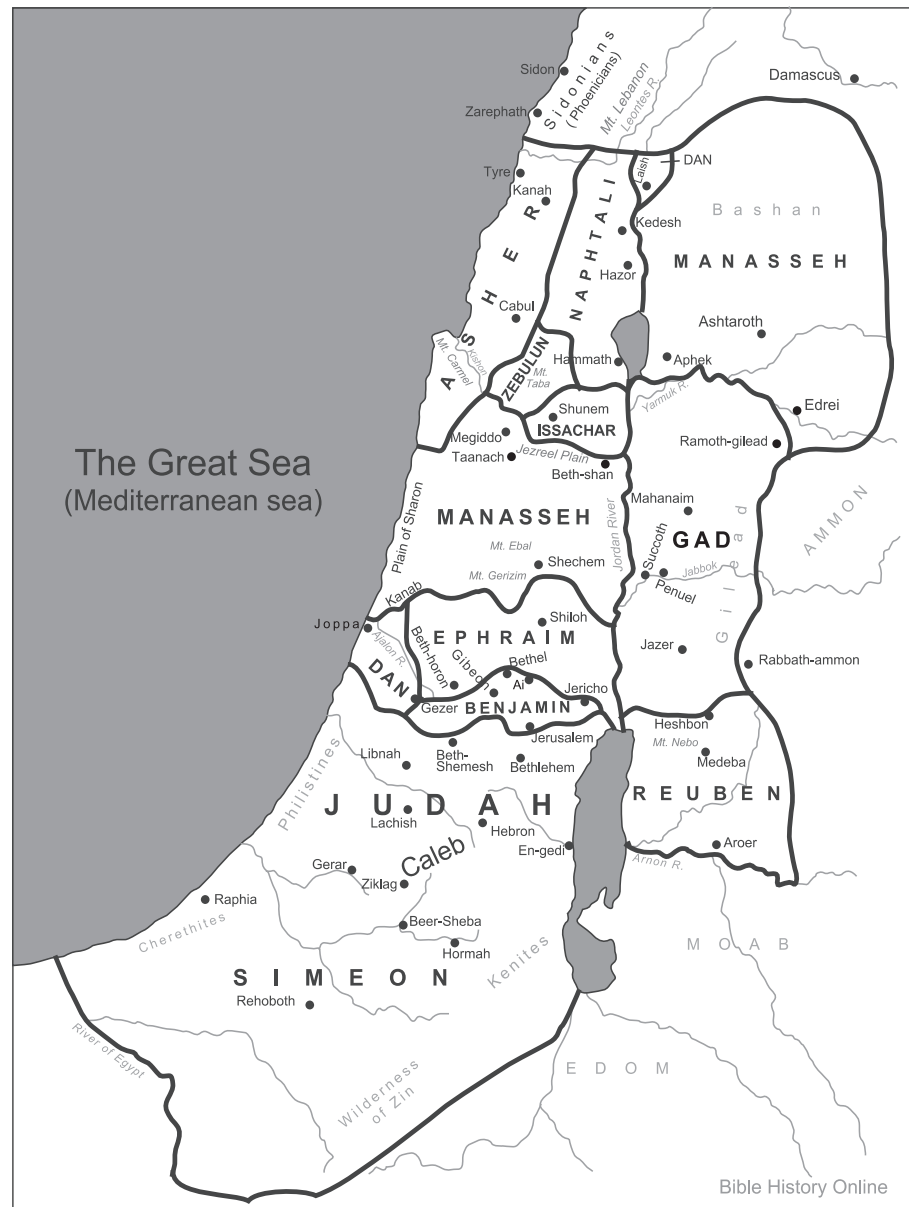 Sidon
Sidonians
(Phoenicians)
Mt. Lebanon
Leontes R.
Damascus
Zarephath
Tyre
Kanah
Laish
DAN
Kedesh
Bashan
ASHER
NAPHTALI
MANASSEH
Hazor
Cabul
Ashtaroth
Mt. Carmel
Kishon
ZEBULUN
Mt.
Taba
Hammath
Aphek
Yarmuk R.
Edrei
Shunem
ISSACHAR
Megiddo
Taanach
Jezreel Plain
Beth-shan
Ramoth-gilead
The Great Sea
(Mediterranean sea)
Plain of Sharon
MANASSEH
Jordan River
Mahanaim
GAD
Gilead
AMMON
Mt. Ebal
Shechem
Mt. Gerizim
Succoth
Penuel
Jabbok
Kanab
Joppa
Ajalon R.
Shiloh
EPHRAIM
Beth-horon
Gibeon
Bethel
Ai
Jazer
Rabbath-ammon
DAN
Gezer
BENJAMIN
Jericho
Jerusalem
Heshbon
Mt. Nebo
Medeba
Philistines
Libnah
Beth-
Shemesh
Bethlehem
REUBEN
JUDAH
Lachish
Hebron
En-gedi
Aroer
Arnon R.
Caleb
Gerar
Ziklag
Raphia
Cherethites
Beer-Sheba
Hormah
Kenites
MOAB
SIMEON
Rehoboth
River of Egypt
Wilderness
of Zin
EDOM
Bible History Online